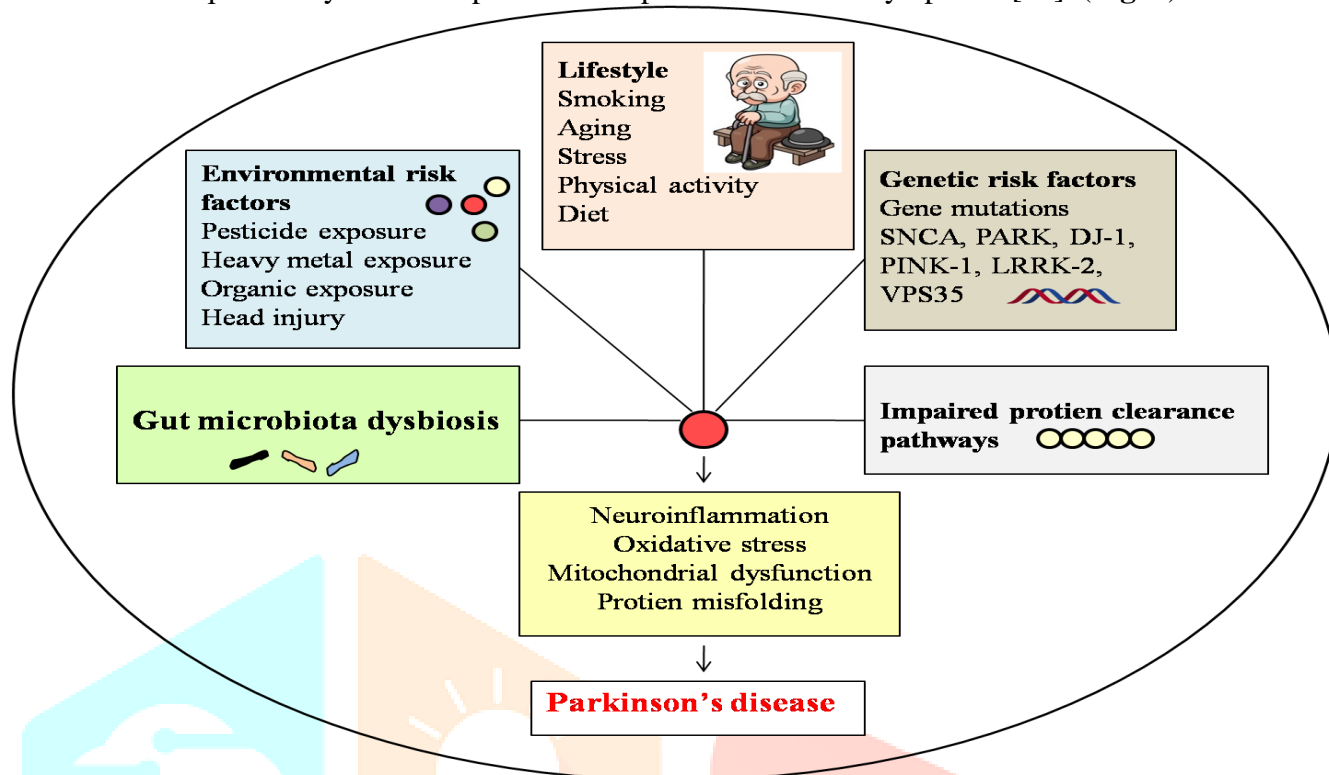 Lifestyle
Smoking
Aging
Stress
Physical activity
Diet
Environmental risk
factors
Pesticide exposure
Heavy metal exposure
Organic exposure
Head injury
Genetic risk factors
Gene mutations
SNCA, PARK, DJ-1,
PINK-1, LRRK-2,
VPS35
Gut microbiota dysbiosis
Impaired protien clearance
pathways
Neuroinflammation
Oxidative stress
Mitochondrial dysfunction
Protien misfolding
Parkinson’s disease